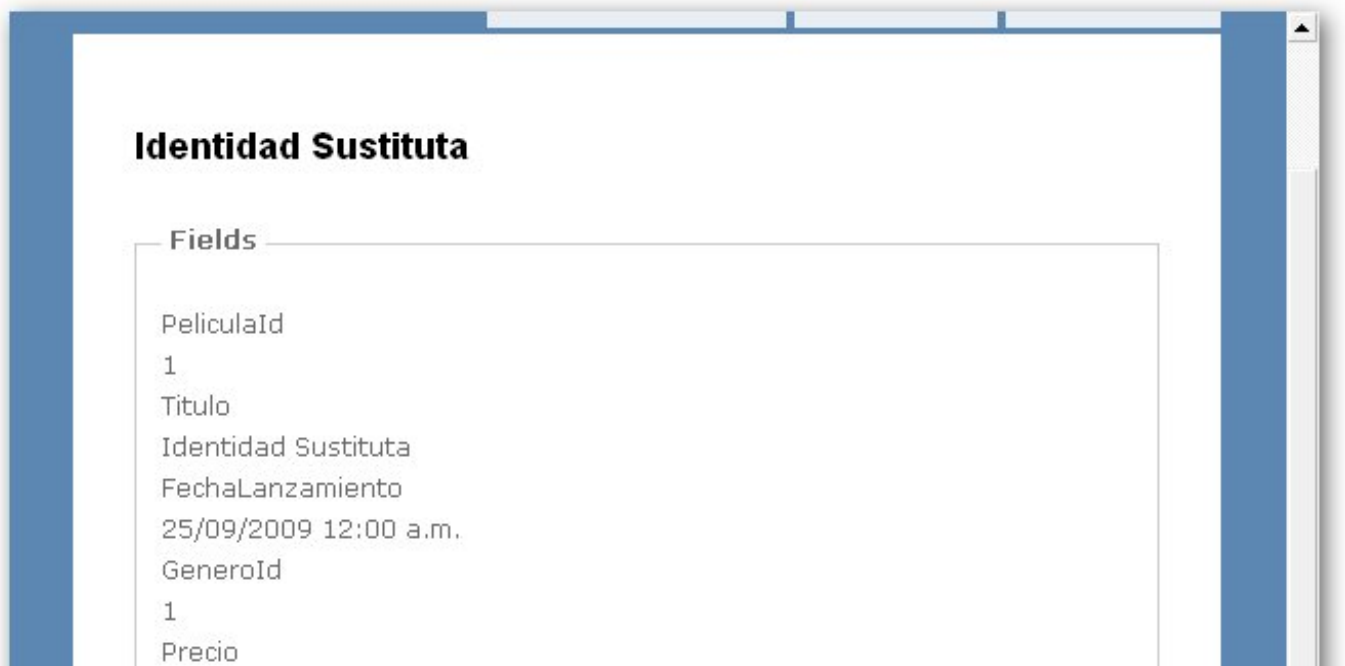 Identidad Sustituta
Fields
PeliculaId
1
Titulo
Identidad Sustituta
FechaLanzamiento
25/09/2009 12:00 a.m.
GeneroId
1
Precio